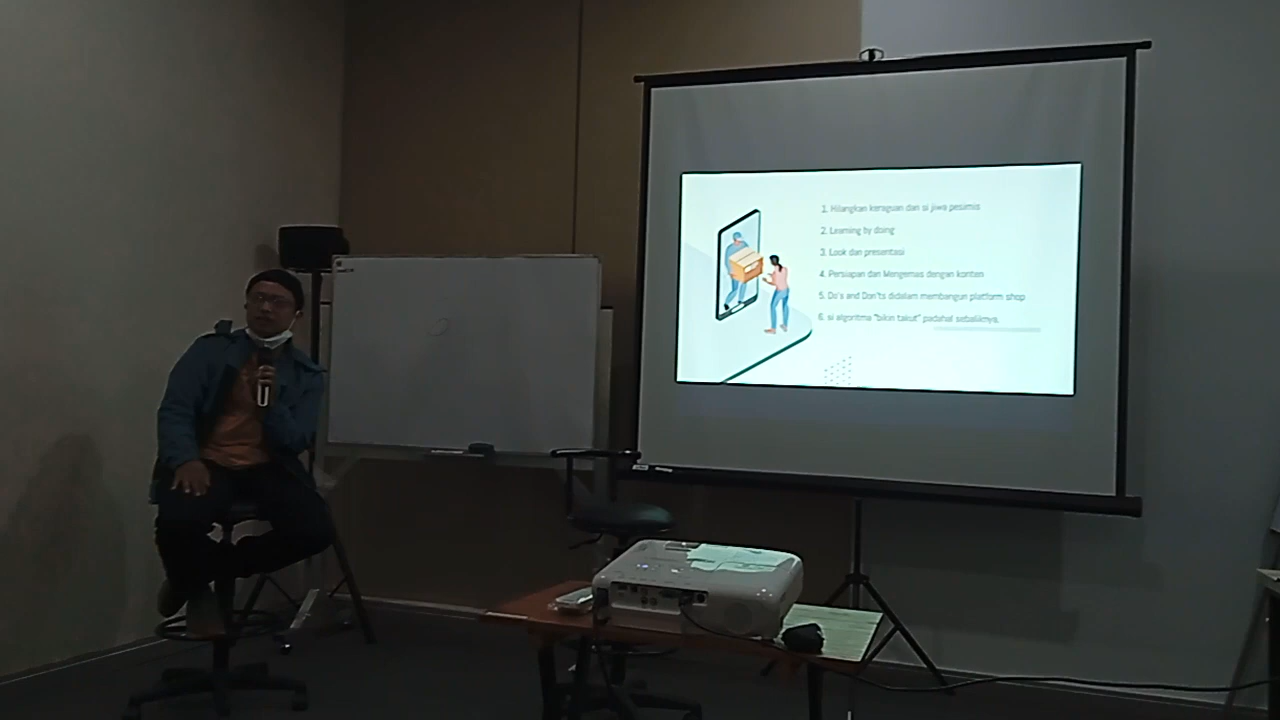 1. Hilangkan keraguan dan si jiwa pesimis
2. Learning by doing
3. Look dan presentasi
4. Persiapan dan Mengemas dengan konten
5. Do's and Don'ts didalam membangun platform shop
6. si algoritma "bikin takut" padahal sebaliknya.